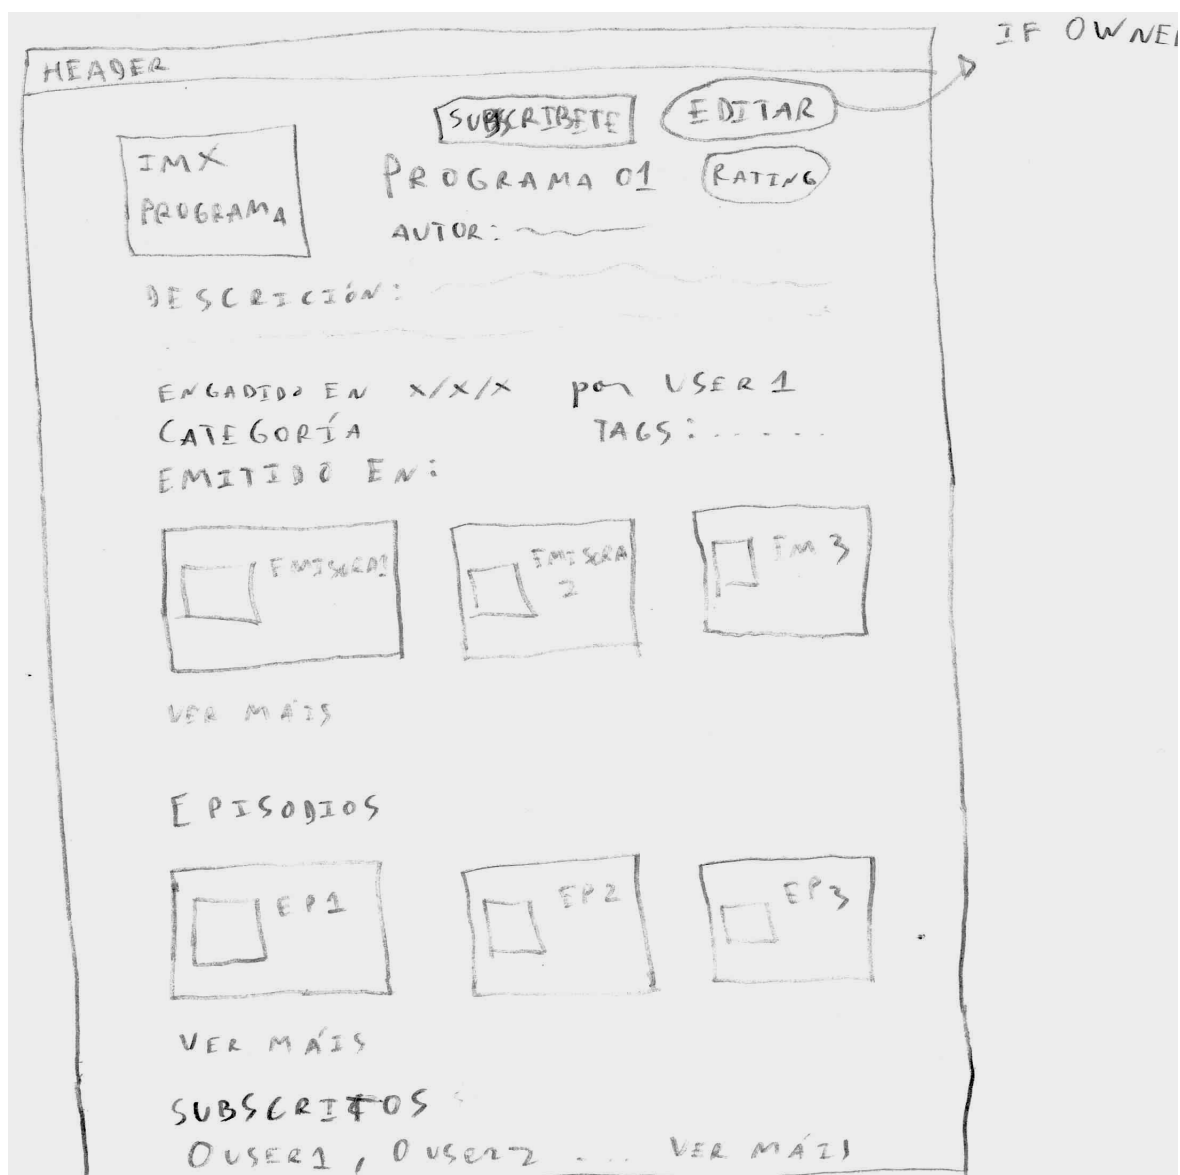 IF OWNER
HEADER
SUBSCRIBETE EDITAR
IMX
PROGRAMA
PROGRAMA 01 RATING
AUTOR:
DESCRICIÓN:
ENGADIDO EN X/X/X por USER 1
CATEGORÍA TAGS: ......
EMITIDO EN:
EMISORA1 EMISORA 2 EM 3
VER MÁIS
EPISODIOS
EP1 EP2 EP3
VER MÁIS
SUBSCRITOS
O USER1, O USER2 ... VER MÁIS